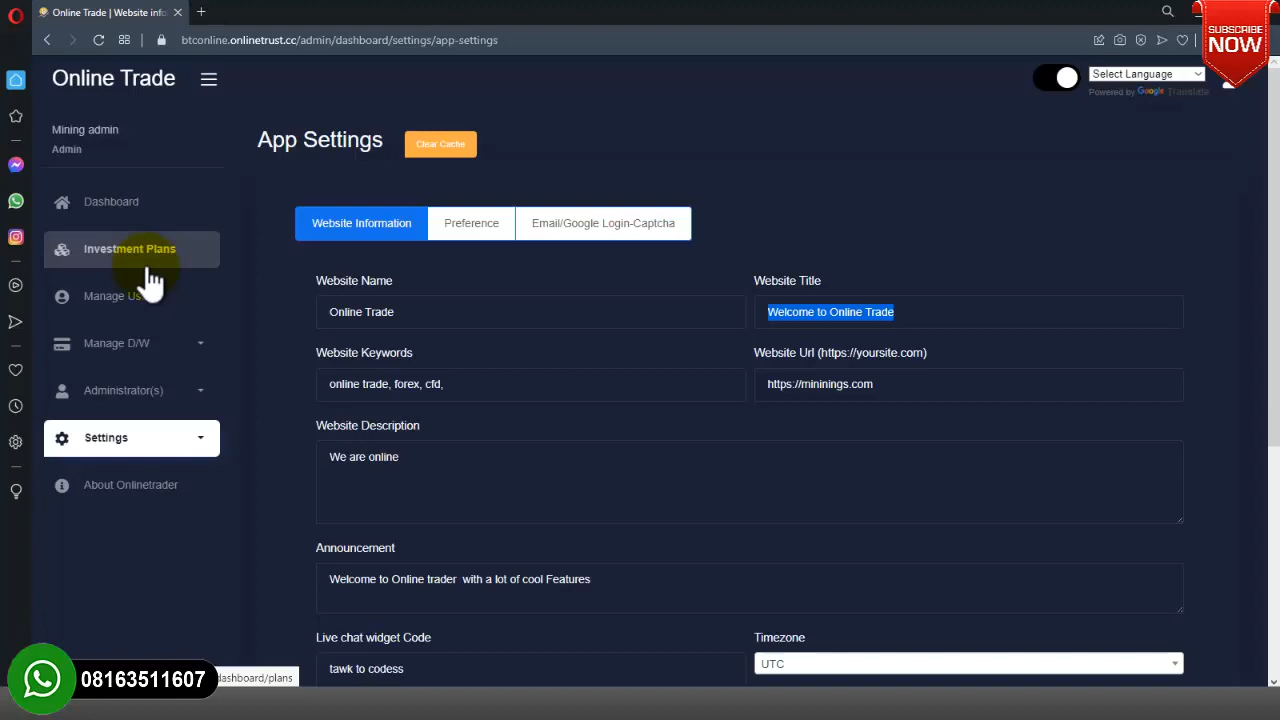 Online Trade | Website info
btconline.onlinetrust.cc/admin/dashboard/settings/app-settings
SUBSCRIBE
NOW
Online Trade
Select Language
Powered by Google Translate
Mining admin
Admin
App Settings
Clear Cache
Dashboard
Investment Plans
Manage Us
Manage D/W
Administrator(s)
Settings
About Onlinetrader
Website Information
Preference
Email/Google Login-Captcha
Website Name
Website Title
Online Trade
Welcome to Online Trade
Website Keywords
Website Url (https://yoursite.com)
online trade, forex, cfd,
https://mininings.com
Website Description
We are online
Announcement
Welcome to Online trader with a lot of cool Features
Live chat widget Code
Timezone
tawk to codess
UTC
08163511607
dashboard/plans